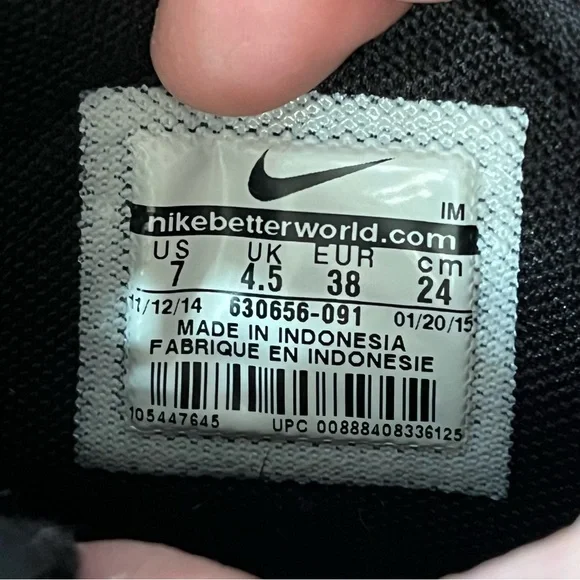 IM
nikebetterworld.com
US UK EUR cm
7 4.5 38 24
11/12/14 630656-091 01/20/15
MADE IN INDONESIA
FABRIQUE EN INDONESIE
105447645 UPC 00888408336125